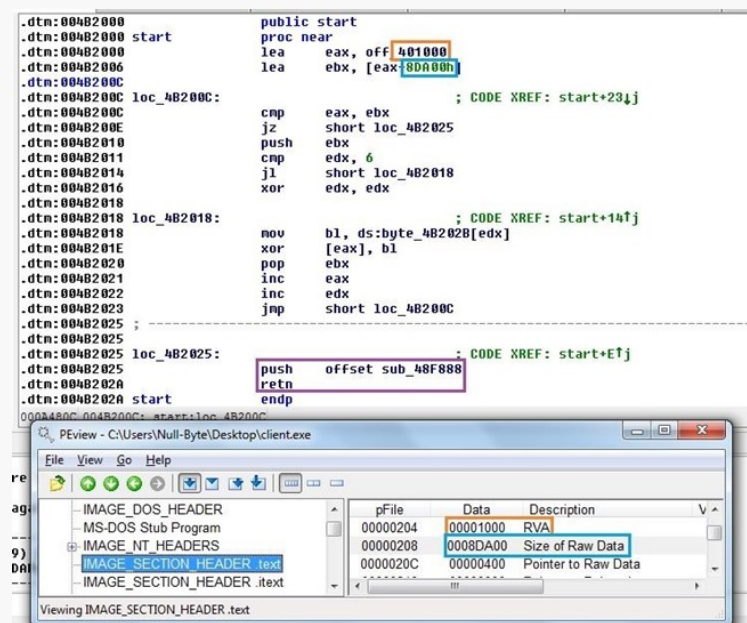 .dtm:004B2000 public start
.dtm:004B2000 start proc near
.dtm:004B2000 lea eax, off_401000
.dtm:004B2006 lea ebx, [eax+8DA00h]
.dtm:004B200C
.dtm:004B200C loc_4B200C: ; CODE XREF: start+23↓j
.dtm:004B200C cmp eax, ebx
.dtm:004B200E jz short loc_4B2025
.dtm:004B2010 push ebx
.dtm:004B2011 cmp edx, 6
.dtm:004B2014 jl short loc_4B2018
.dtm:004B2016 xor edx, edx
.dtm:004B2018
.dtm:004B2018 loc_4B2018: ; CODE XREF: start+14↑j
.dtm:004B2018 mov bl, ds:byte_4B202B[edx]
.dtm:004B201E xor [eax], bl
.dtm:004B2020 pop ebx
.dtm:004B2021 inc eax
.dtm:004B2022 inc edx
.dtm:004B2023 jmp short loc_4B200C
.dtm:004B2025 ; ---------------------------------------------------------------------------
.dtm:004B2025
.dtm:004B2025 loc_4B2025: ; CODE XREF: start+E↑j
.dtm:004B2025 push offset sub_48F888
.dtm:004B202A retn
.dtm:004B202A start endp
000A480C 004B200C: start:loc_4B200C
PEview - C:\Users\Null-Byte\Desktop\client.exe
File View Go Help
IMAGE_DOS_HEADER
MS-DOS Stub Program
IMAGE_NT_HEADERS
IMAGE_SECTION_HEADER .text
IMAGE_SECTION_HEADER .itext
pFile Data Description V
00000204 00001000 RVA
00000208 0008DA00 Size of Raw Data
0000020C 00000400 Pointer to Raw Data
Viewing IMAGE_SECTION_HEADER .text